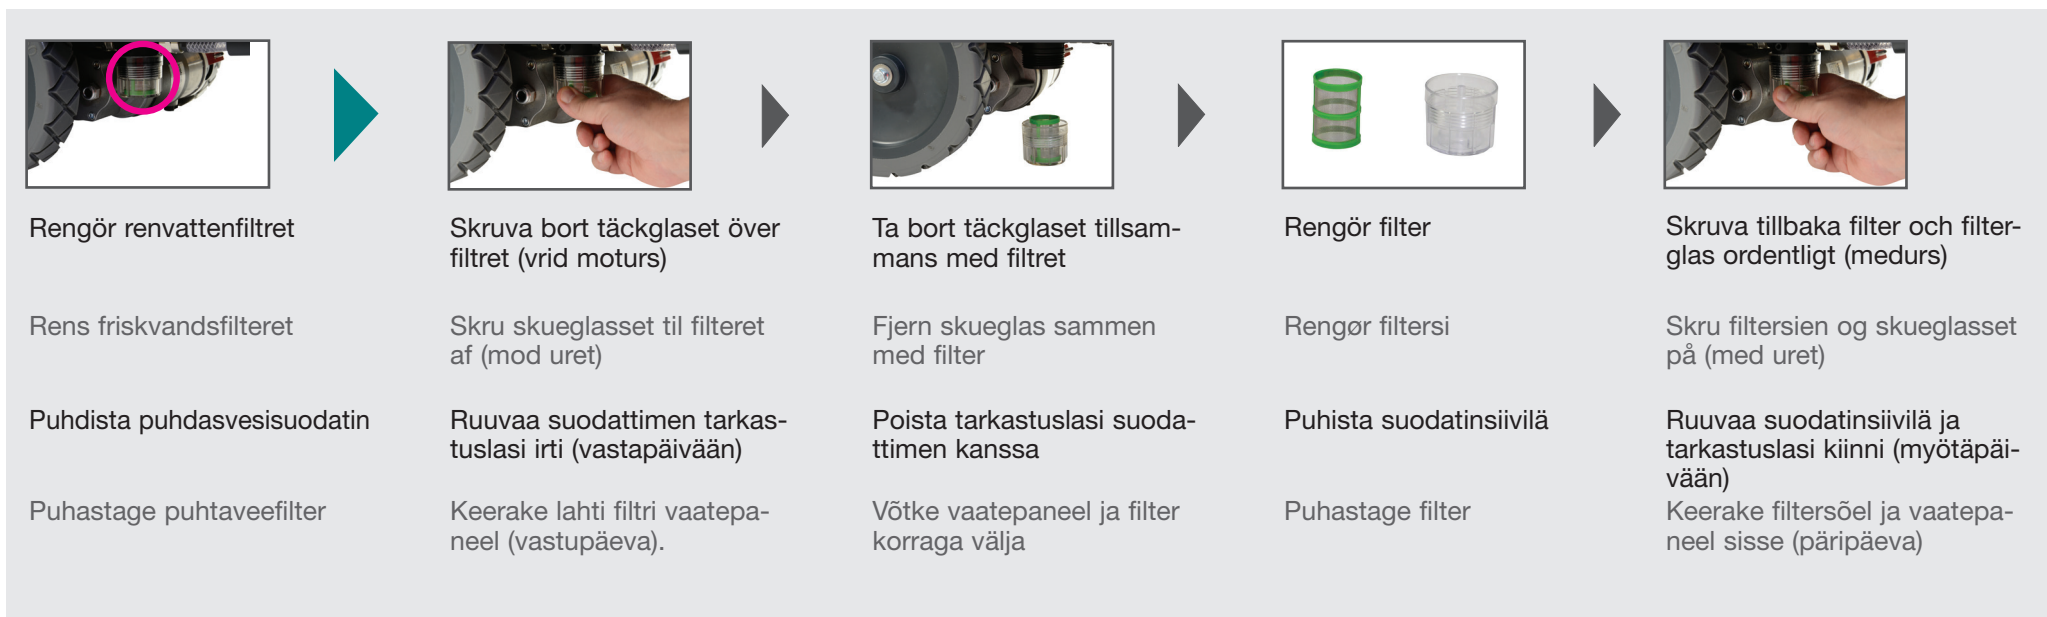 Rengör renvattenfiltret
Skruva bort täckglaset över
filtret (vrid moturs)
Ta bort täckglaset tillsam-
mans med filtret
Rengör filter
Skruva tillbaka filter och filter-
glas ordentligt (medurs)
Rens friskvandsfilteret
Skru skueglasset til filteret
af (mod uret)
Fjern skueglas sammen
med filter
Rengør filtersi
Skru filtersien og skueglasset
på (med uret)
Puhdista puhdasvesisuodatin
Ruuvaa suodattimen tarkas-
tuslasi irti (vastapäivään)
Poista tarkastuslasi suoda-
ttimen kanssa
Puhista suodatinsiivilä
Ruuvaa suodatinsiivilä ja
tarkastuslasi kiinni (myötäpäi-
vään)
Puhastage puhtaveefilter
Keerake lahti filtri vaatepa-
neel (vastupäeva).
Võtke vaatepaneel ja filter
korraga välja
Puhastage filter
Keerake filtersõel ja vaatepa-
neel sisse (päripäeva)